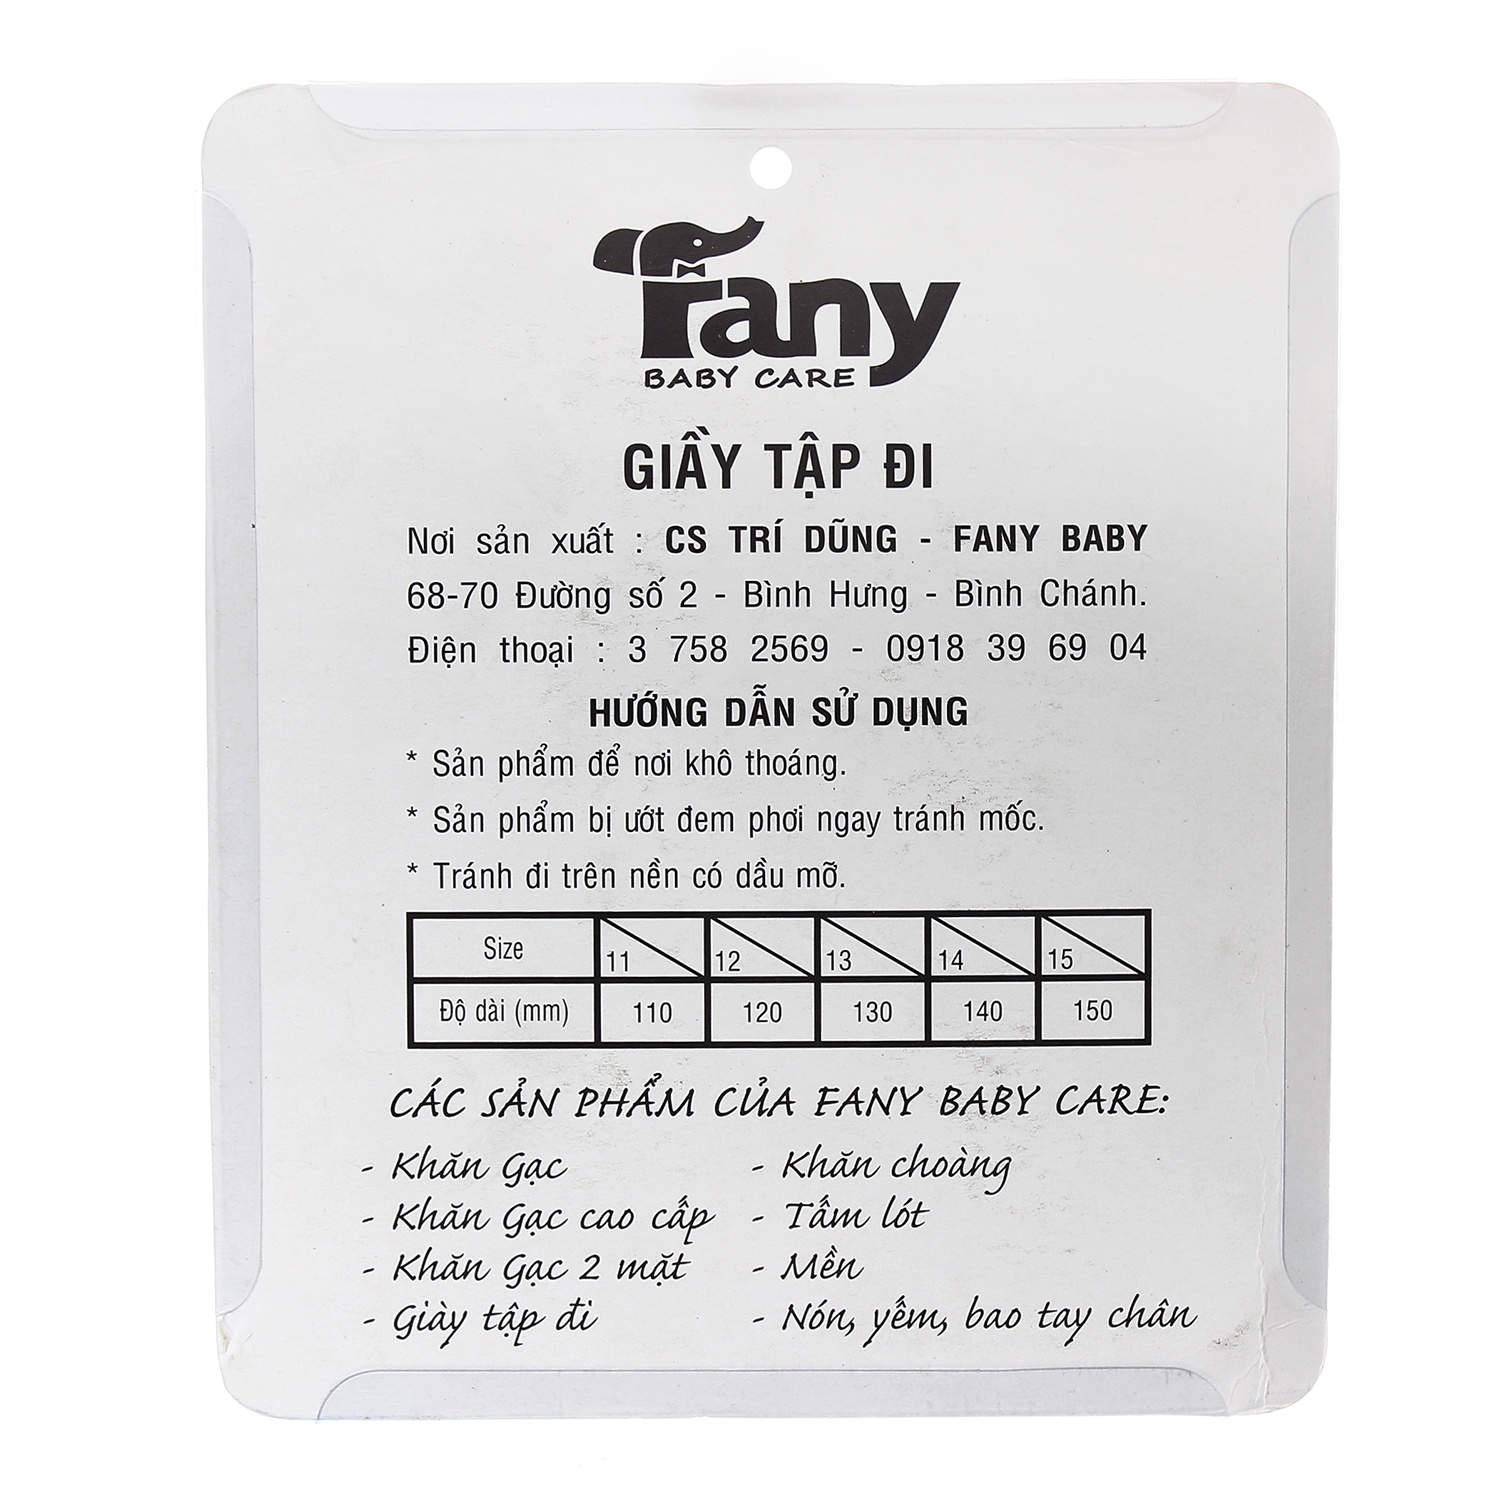 Fany
BABY CARE
GIẦY TẬP ĐI
Nơi sản xuất : CS TRÍ DŨNG - FANY BABY
68-70 Đường số 2 - Bình Hưng - Bình Chánh.
Điện thoại : 3 758 2569 - 0918 39 69 04
HƯỚNG DẪN SỬ DỤNG
* Sản phẩm để nơi khô thoáng.
* Sản phẩm bị ướt đem phơi ngay tránh mốc.
* Tránh đi trên nền có dầu mỡ.
Size 11 12 13 14 15
Độ dài (mm) 110 120 130 140 150
CÁC SẢN PHẨM CỦA FANY BABY CARE:
- Khăn Gạc
- Khăn Gạc cao cấp
- Khăn Gạc 2 mặt
- Giày tập đi
- Khăn choàng
- Tấm lót
- Mền
- Nón, yếm, bao tay chân